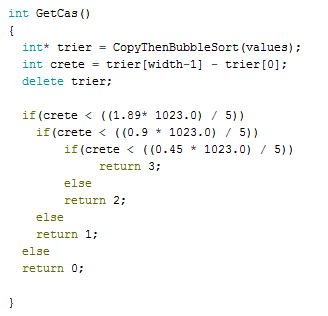 int GetCas()
{
  int* trier = CopyThenBubbleSort(values);
  int crete = trier[width-1] - trier[0];
  delete trier;

  if(crete < ((1.89* 1023.0) / 5))
    if(crete < ((0.9 * 1023.0) / 5))
        if(crete < ((0.45 * 1023.0) / 5))
             return 3;
        else
        return 2;
    else
    return 1;
  else
  return 0;

}